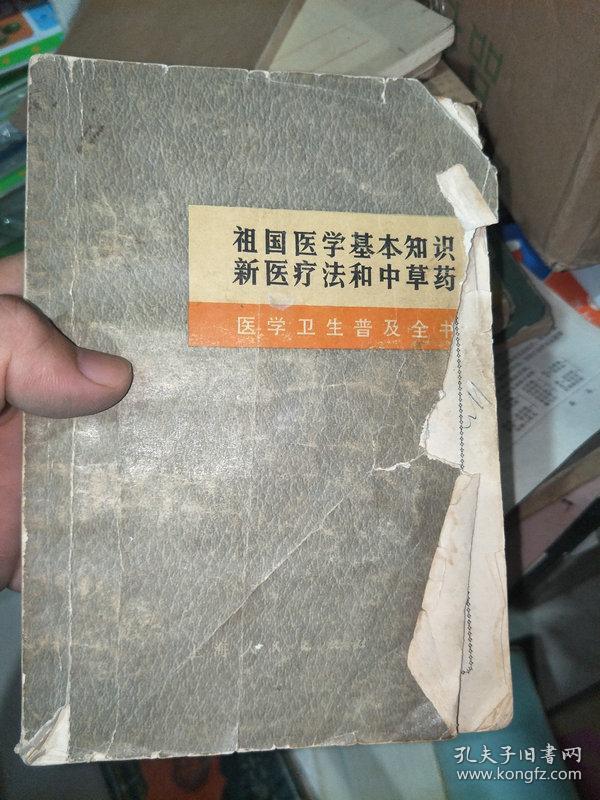 祖国医学基本知识
新医疗法和中草药
医学卫生普及全书
孔夫子旧书网
www.kongfz.com